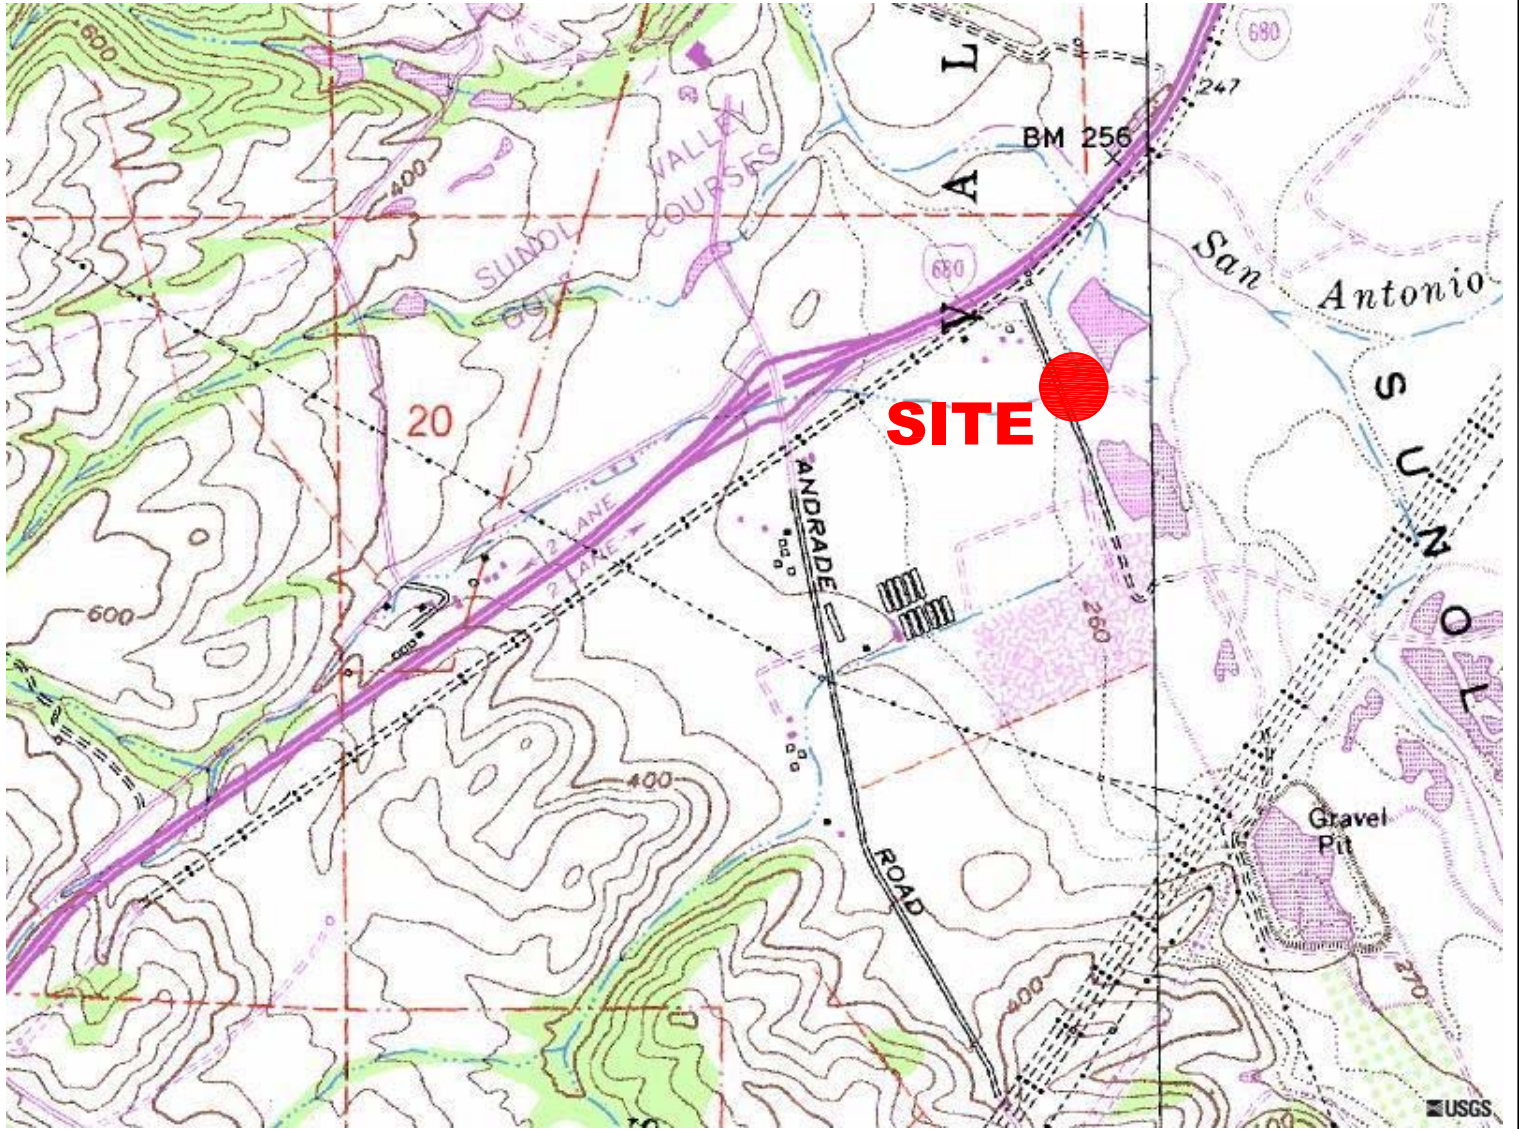 600
L
680
247
BM 256
VALLEY
COURSES
400
A
SUNOL
GOLF
680
San
Antonio
V
20
SITE
S
U
N
O
L
2 LANE
2 LANE
ANDRADE
600
260
400
Gravel
Pit
ROAD
400
270
USGS